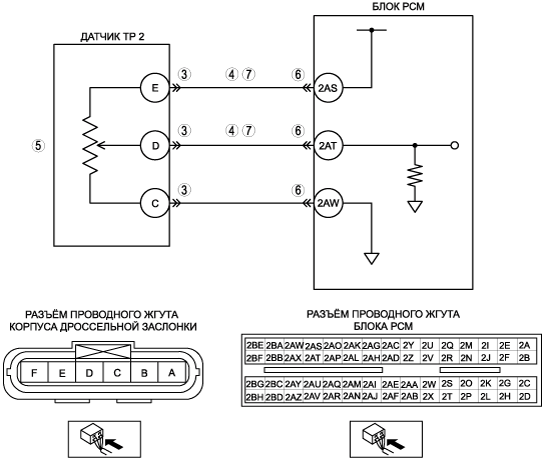 БЛОК PCM
ДАТЧИК TP 2
3 4 7 6
E 2AS
3 4 7 6
5 D 2AT
3 6
C 2AW
РАЗЪЁМ ПРОВОДНОГО ЖГУТА
КОРПУСА ДРОССЕЛЬНОЙ ЗАСЛОНКИ
F E D C B A
РАЗЪЁМ ПРОВОДНОГО ЖГУТА
БЛОКА PCM
2BE 2BA 2AW 2AS 2AO 2AK 2AG 2AC 2Y 2U 2Q 2M 2I 2E 2A
2BF 2BB 2AX 2AT 2AP 2AL 2AH 2AD 2Z 2V 2R 2N 2J 2F 2B
2BG 2BC 2AY 2AU 2AQ 2AM 2AI 2AE 2AA 2W 2S 2O 2K 2G 2C
2BH 2BD 2AZ 2AV 2AR 2AN 2AJ 2AF 2AB 2X 2T 2P 2L 2H 2D